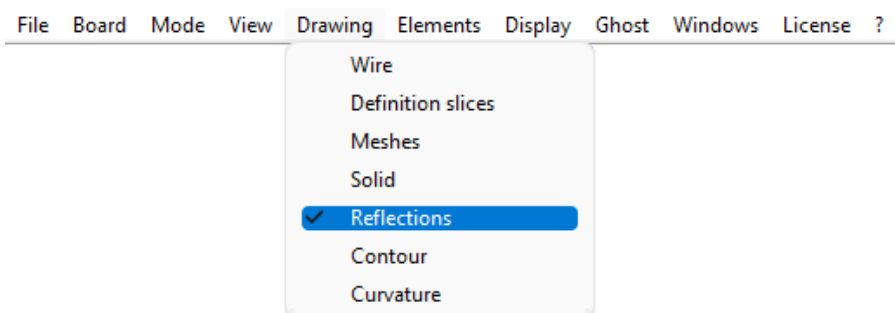 File Board Mode View Drawing Elements Display Ghost Windows License ?
Wire
Definition slices
Meshes
Solid
Reflections
Contour
Curvature